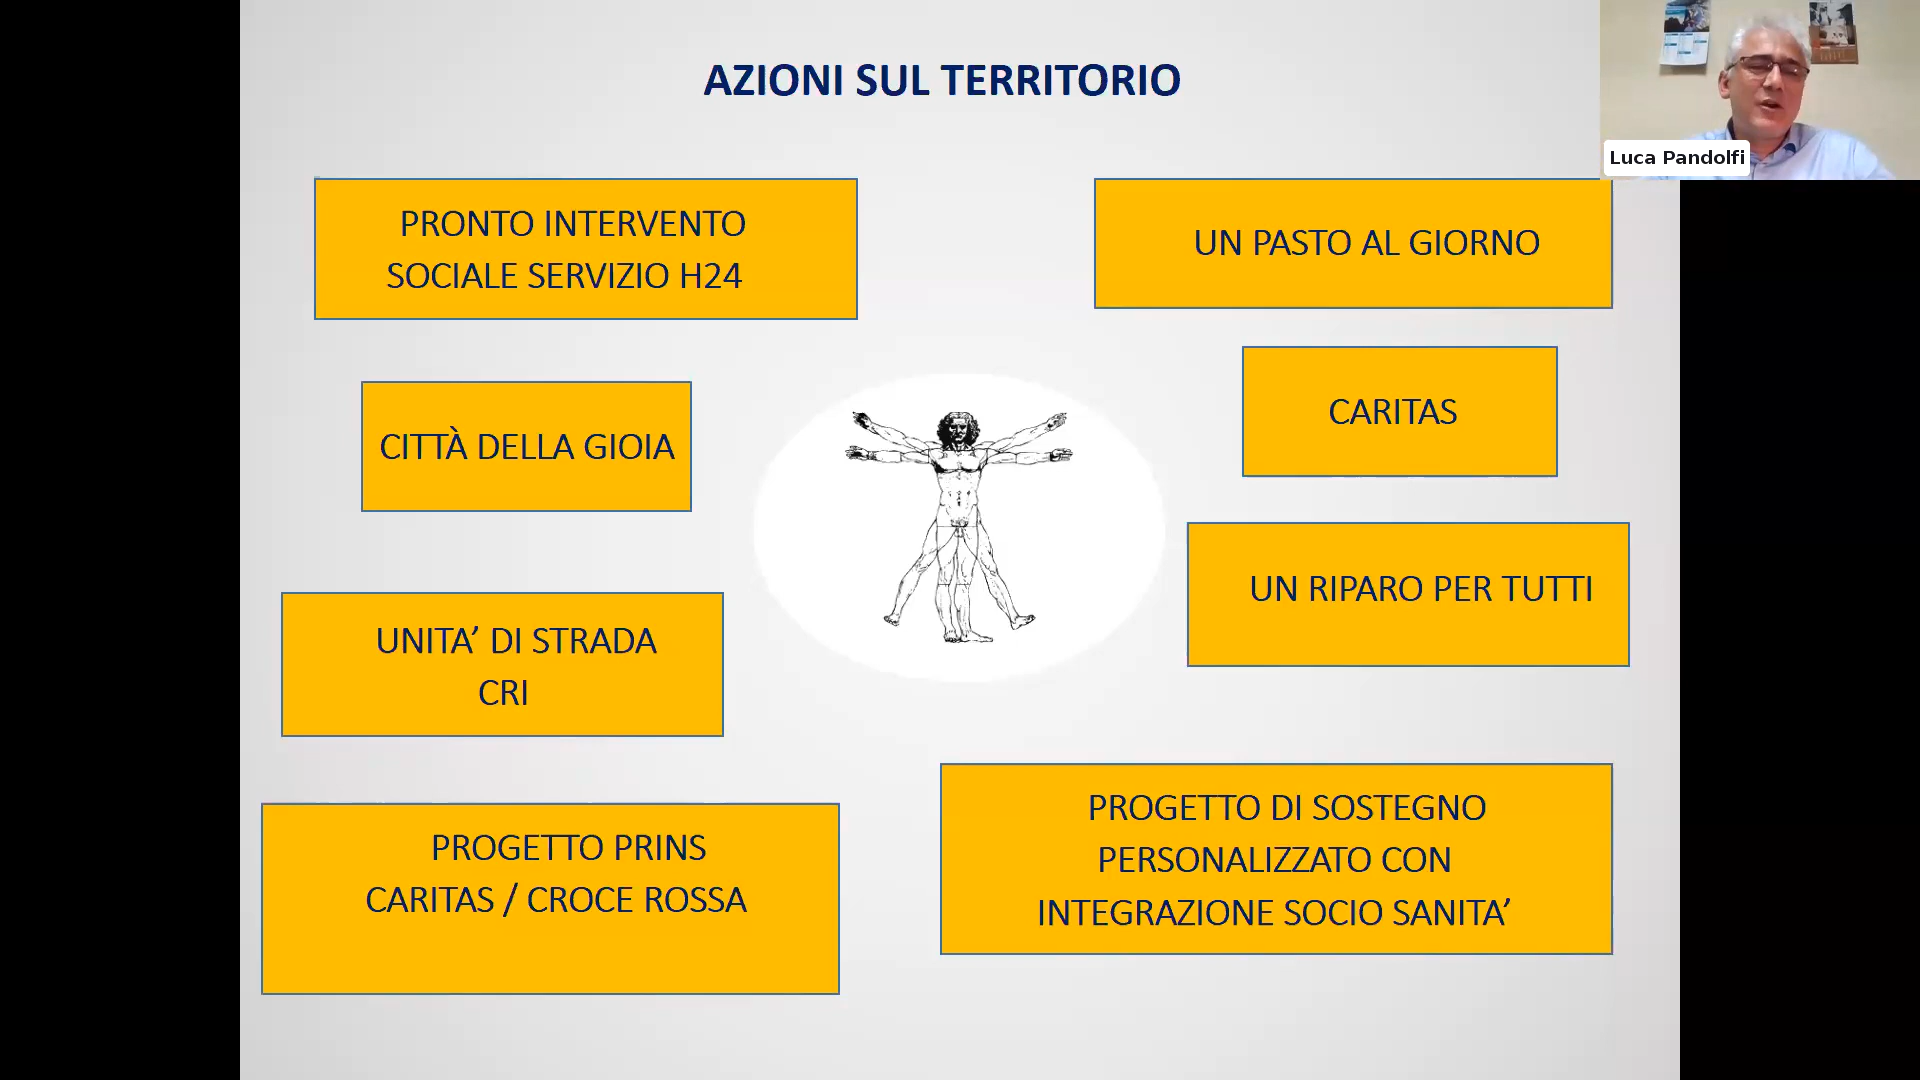 AZIONI SUL TERRITORIO
Luca Pandolfi
PRONTO INTERVENTO
SOCIALE SERVIZIO H24
UN PASTO AL GIORNO
CITTÀ DELLA GIOIA
CARITAS
UN RIPARO PER TUTTI
UNITA’ DI STRADA
CRI
PROGETTO PRINS
CARITAS / CROCE ROSSA
PROGETTO DI SOSTEGNO
PERSONALIZZATO CON
INTEGRAZIONE SOCIO SANITA’